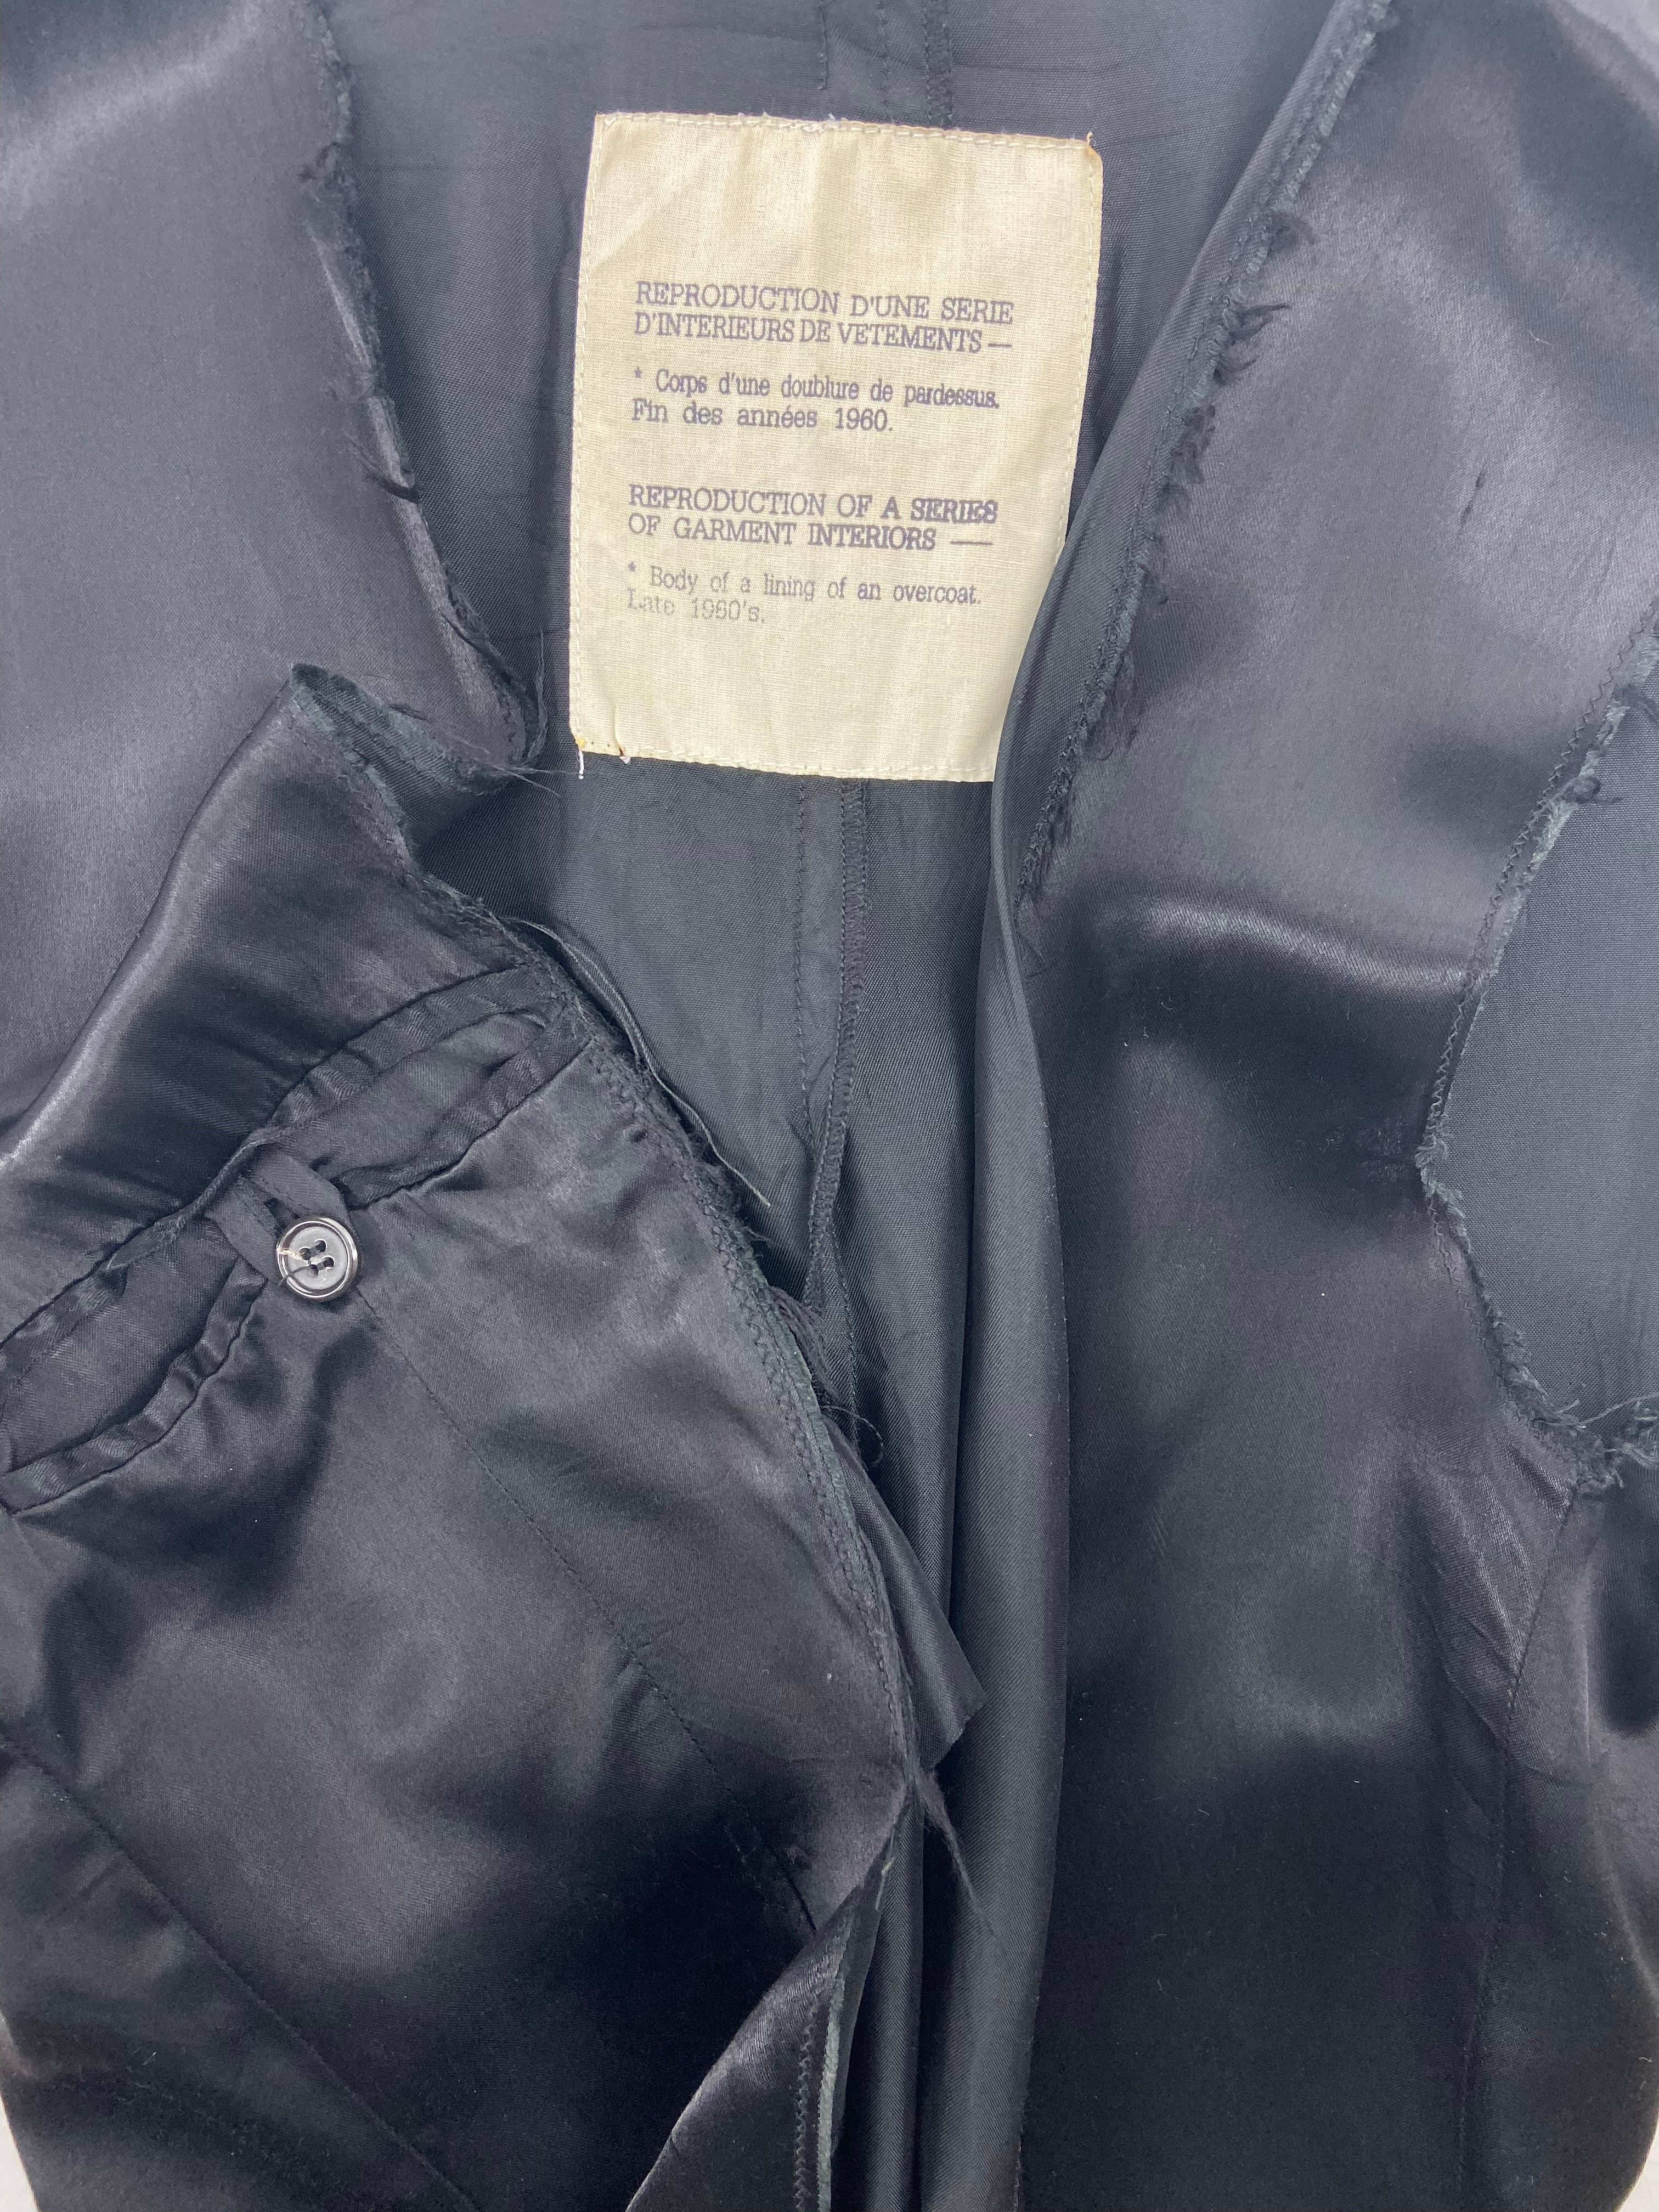 REPRODUCTION D'UNE SERIE
D'INTERIEURS DE VETEMENTS —
* Corps d'une doublure de pardessus.
Fin des années 1960.
REPRODUCTION OF A SERIES
OF GARMENT INTERIORS —
* Body of a lining of an overcoat.
Late 1960's.